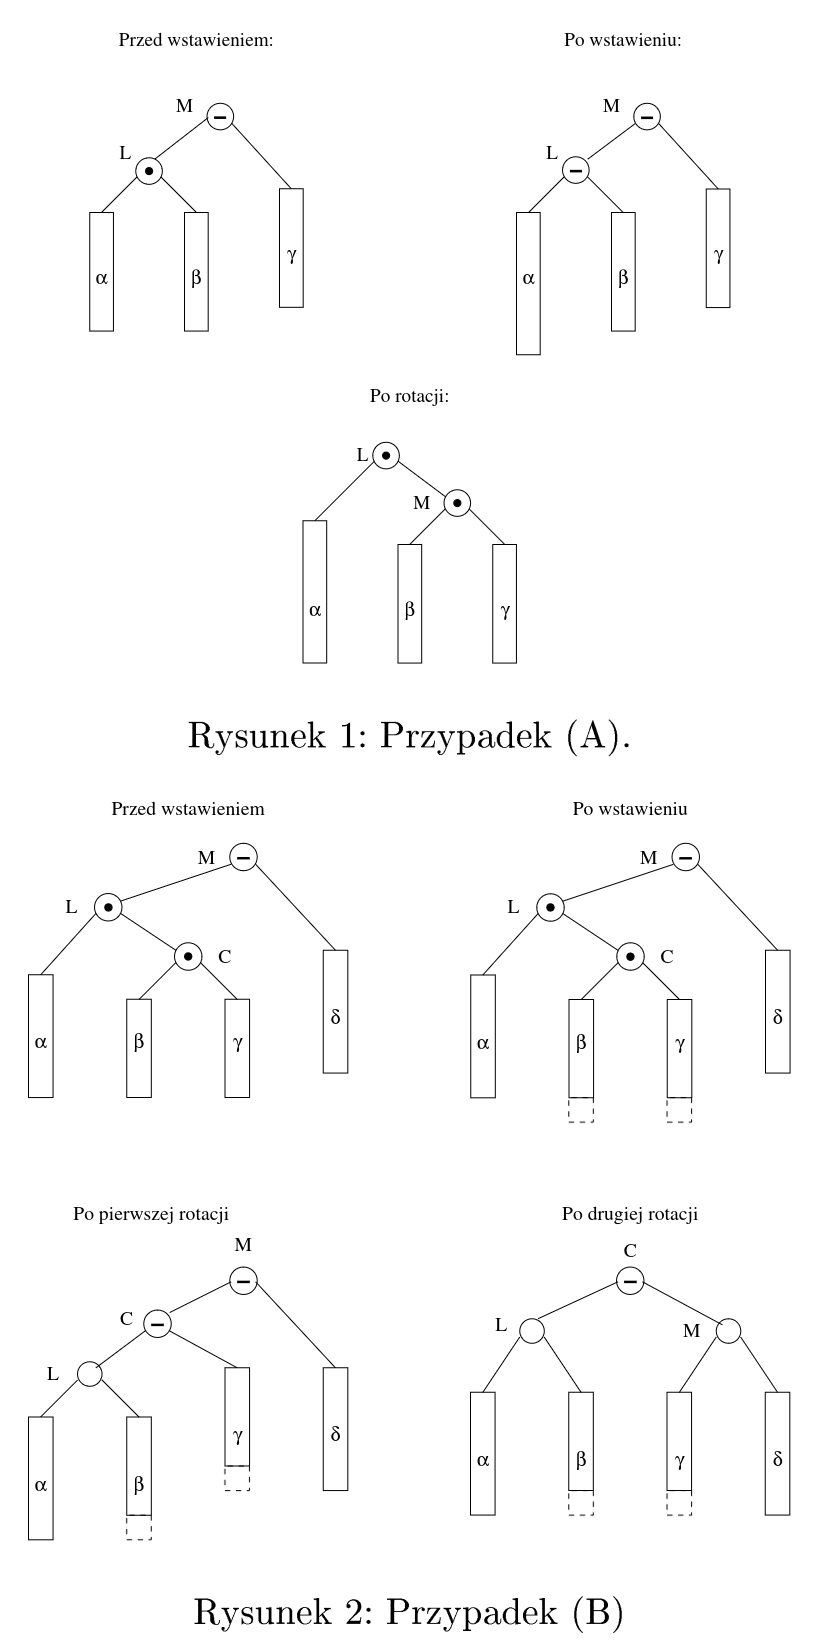 Przed wstawieniem: Po wstawieniu:
M M
L L
γ γ
α β α β
Po rotacji:
L
M
α β γ
Rysunek 1: Przypadek (A).
Przed wstawieniem Po wstawieniu
M M
L L
C C
δ δ
α β γ α β γ
Po pierwszej rotacji Po drugiej rotacji
M C
C L M
L
γ δ
α β α β γ δ
Rysunek 2: Przypadek (B)